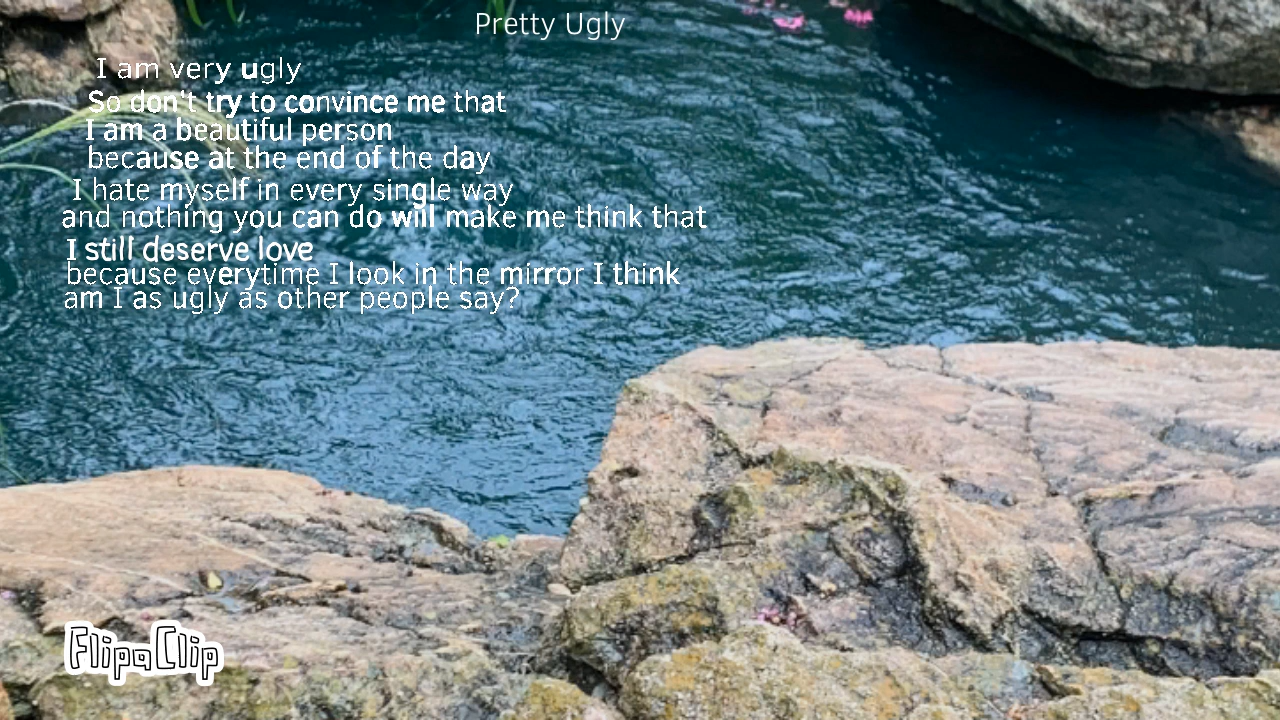 Pretty Ugly
I am very ugly
So don't try to convince me that
I am a beautiful person
because at the end of the day
I hate myself in every single way
and nothing you can do will make me think that
I still deserve love
because everytime I look in the mirror I think
am I as ugly as other people say?
FlipaClip